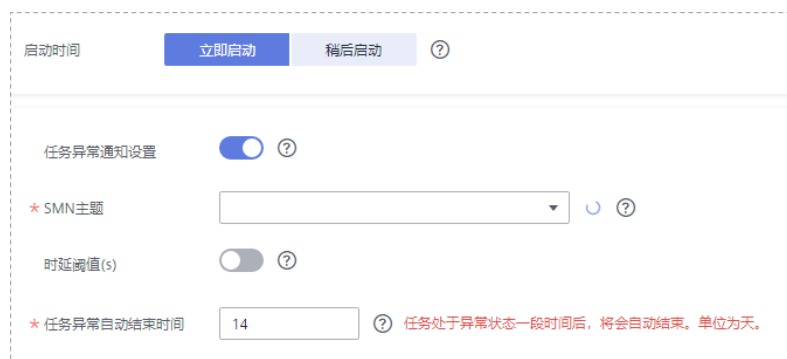 启动时间 立即启动 稍后启动 ?
任务异常通知设置 ?
* SMN主题 ?
时延阈值(s) ?
* 任务异常自动结束时间 14 ? 任务处于异常状态一段时间后，将会自动结束。单位为天。